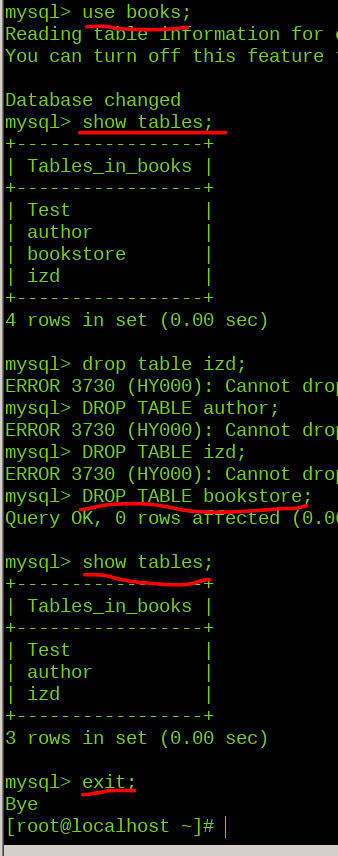 mysql> use books;
Reading table information for
You can turn off this feature

Database changed
mysql> show tables;
+-----------------+
| Tables_in_books |
+-----------------+
| Test            |
| author          |
| bookstore       |
| izd             |
+-----------------+
4 rows in set (0.00 sec)

mysql> drop table izd;
ERROR 3730 (HY000): Cannot drop
mysql> DROP TABLE author;
ERROR 3730 (HY000): Cannot drop
mysql> DROP TABLE izd;
ERROR 3730 (HY000): Cannot drop
mysql> DROP TABLE bookstore;
Query OK, 0 rows affected (0.0

mysql> show tables;
+-----------------+
| Tables_in_books |
+-----------------+
| Test            |
| author          |
| izd             |
+-----------------+
3 rows in set (0.00 sec)

mysql> exit;
Bye
[root@localhost ~]#